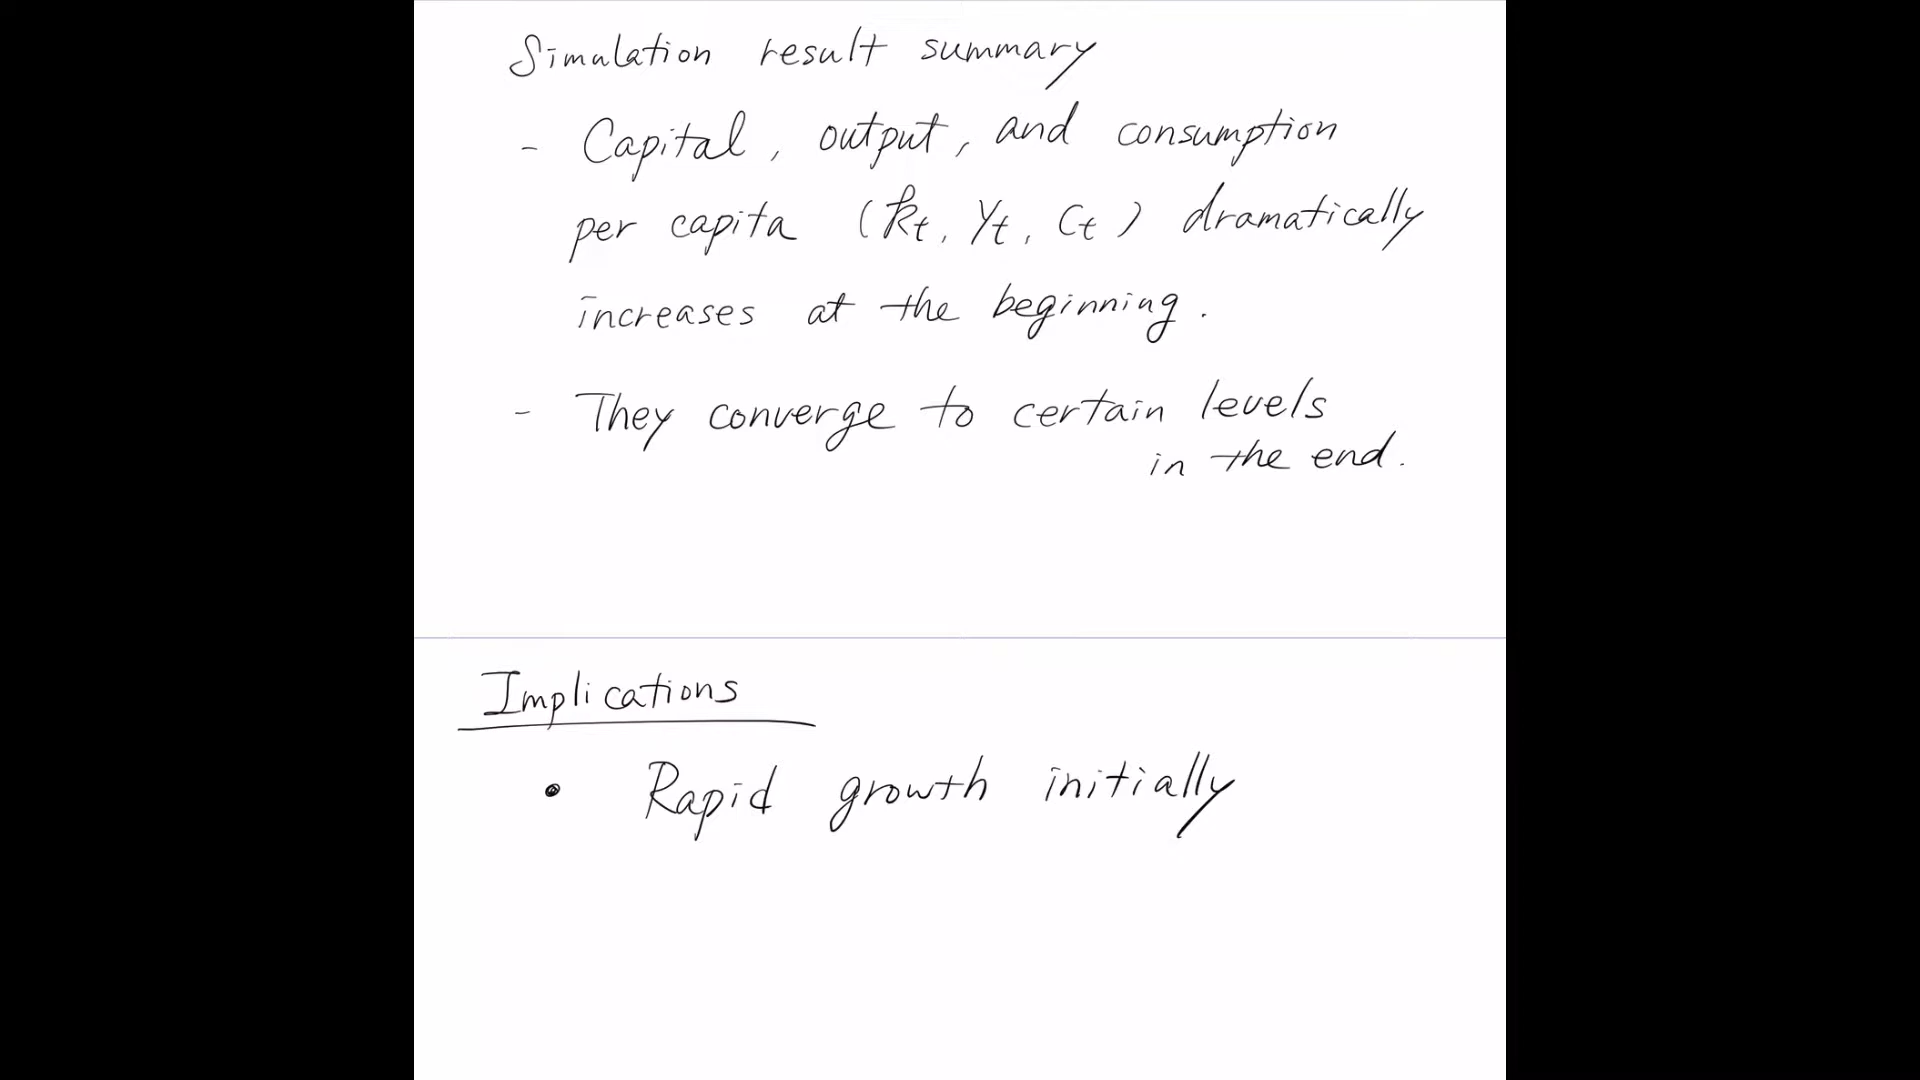 Simulation result summary
- Capital, output, and consumption
per capita (kt, yt, ct) dramatically
increases at the beginning.
- They converge to certain levels
in the end.
Implications
• Rapid growth initially